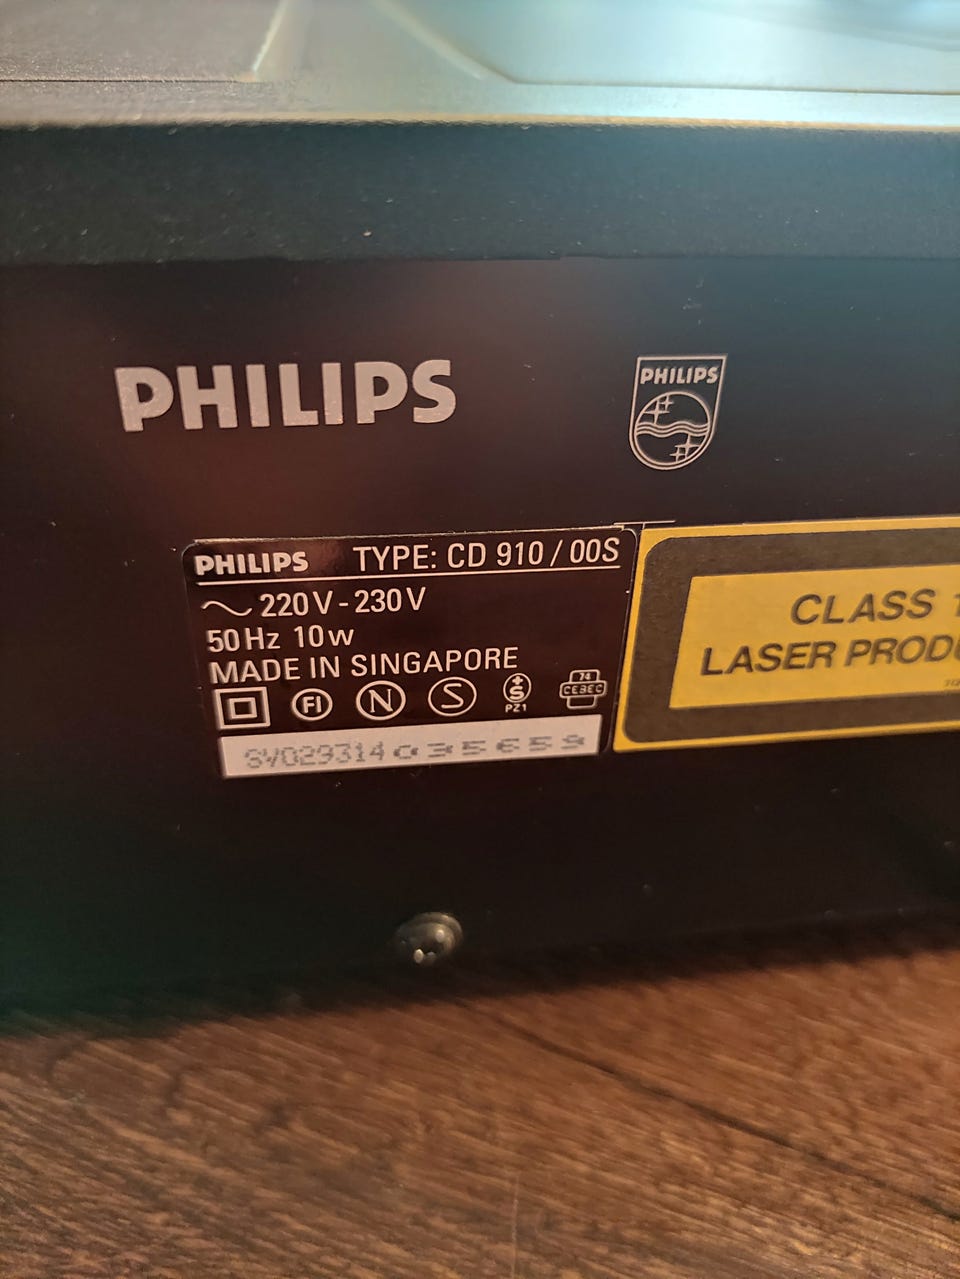 PHILIPS
PHILIPS
PHILIPS TYPE: CD 910 / 00S
~ 220 V - 230 V
50 Hz 10 w
MADE IN SINGAPORE
Fi N S S PZ1 74 CEBEC
SV029314 035659
CLASS 1
LASER PRODU